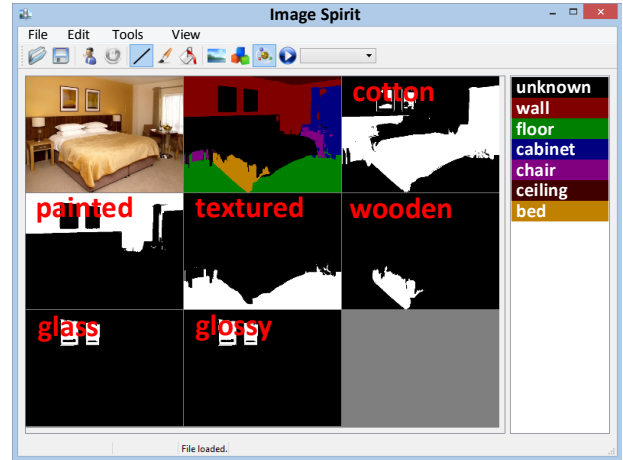 Image Spirit
File Edit Tools View
cotton
painted textured wooden
glass glossy
unknown
wall
floor
cabinet
chair
ceiling
bed
File loaded.